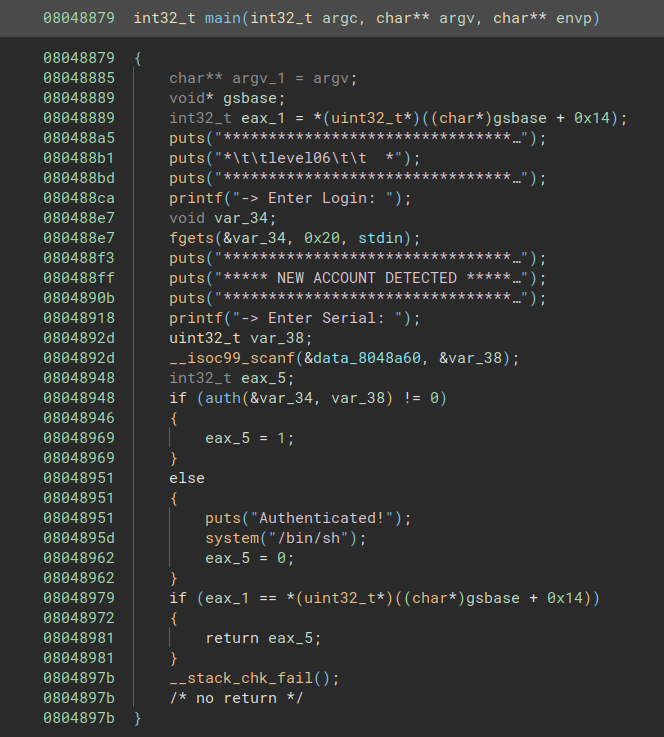 08048879 int32_t main(int32_t argc, char** argv, char** envp)
08048879 {
08048885 char** argv_1 = argv;
08048889 void* gsbase;
08048889 int32_t eax_1 = *(uint32_t*)((char*)gsbase + 0x14);
080488a5 puts("********************************…");
080488b1 puts("*\t\tlevel06\t\t  *");
080488bd puts("********************************…");
080488ca printf("-> Enter Login: ");
080488e7 void var_34;
080488e7 fgets(&var_34, 0x20, stdin);
080488f3 puts("********************************…");
080488ff puts("***** NEW ACCOUNT DETECTED *****…");
0804890b puts("********************************…");
08048918 printf("-> Enter Serial: ");
0804892d uint32_t var_38;
0804892d __isoc99_scanf(&data_8048a60, &var_38);
08048948 int32_t eax_5;
08048948 if (auth(&var_34, var_38) != 0)
08048946 {
08048969 eax_5 = 1;
08048969 }
08048951 else
08048951 {
08048951 puts("Authenticated!");
0804895d system("/bin/sh");
08048962 eax_5 = 0;
08048962 }
08048979 if (eax_1 == *(uint32_t*)((char*)gsbase + 0x14))
08048972 {
08048981 return eax_5;
08048981 }
0804897b __stack_chk_fail();
0804897b /* no return */
0804897b }